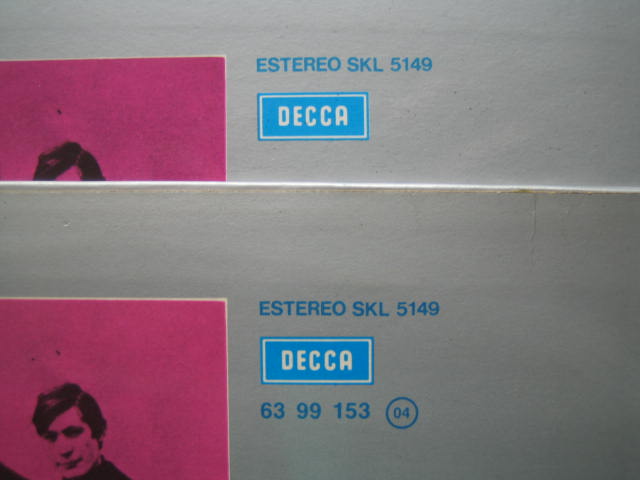 ESTEREO SKL 5149
DECCA
ESTEREO SKL 5149
DECCA
63 99 153 04